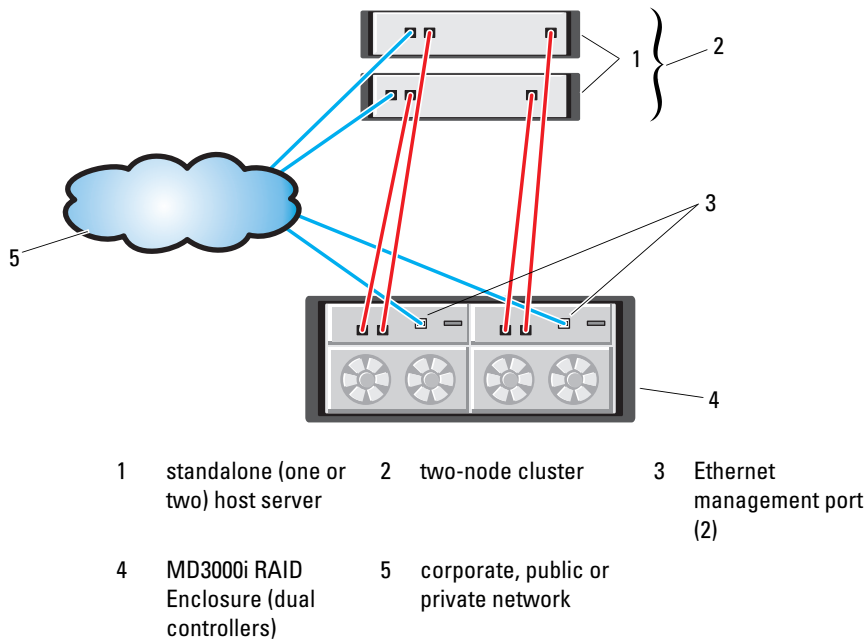 1
2
3
5
4
1 standalone (one or two) host server
2 two-node cluster
3 Ethernet management port (2)
4 MD3000i RAID Enclosure (dual controllers)
5 corporate, public or private network